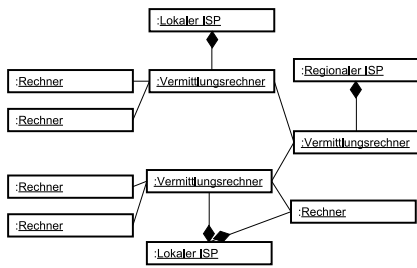 :Lokaler ISP
:Rechner
:Vermittlungsrechner
:Regionaler ISP
:Rechner
:Vermittlungsrechner
:Rechner
:Vermittlungsrechner
:Rechner
:Rechner
:Lokaler ISP